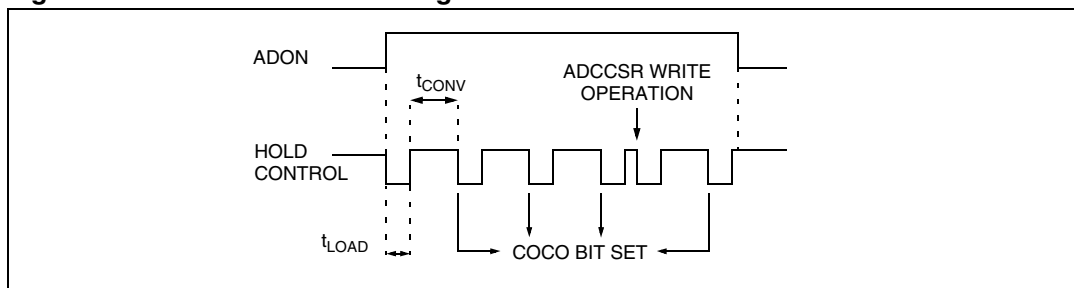 ADON
ADCCSR WRITE
OPERATION
tCONV
HOLD
CONTROL
tLOAD
COCO BIT SET